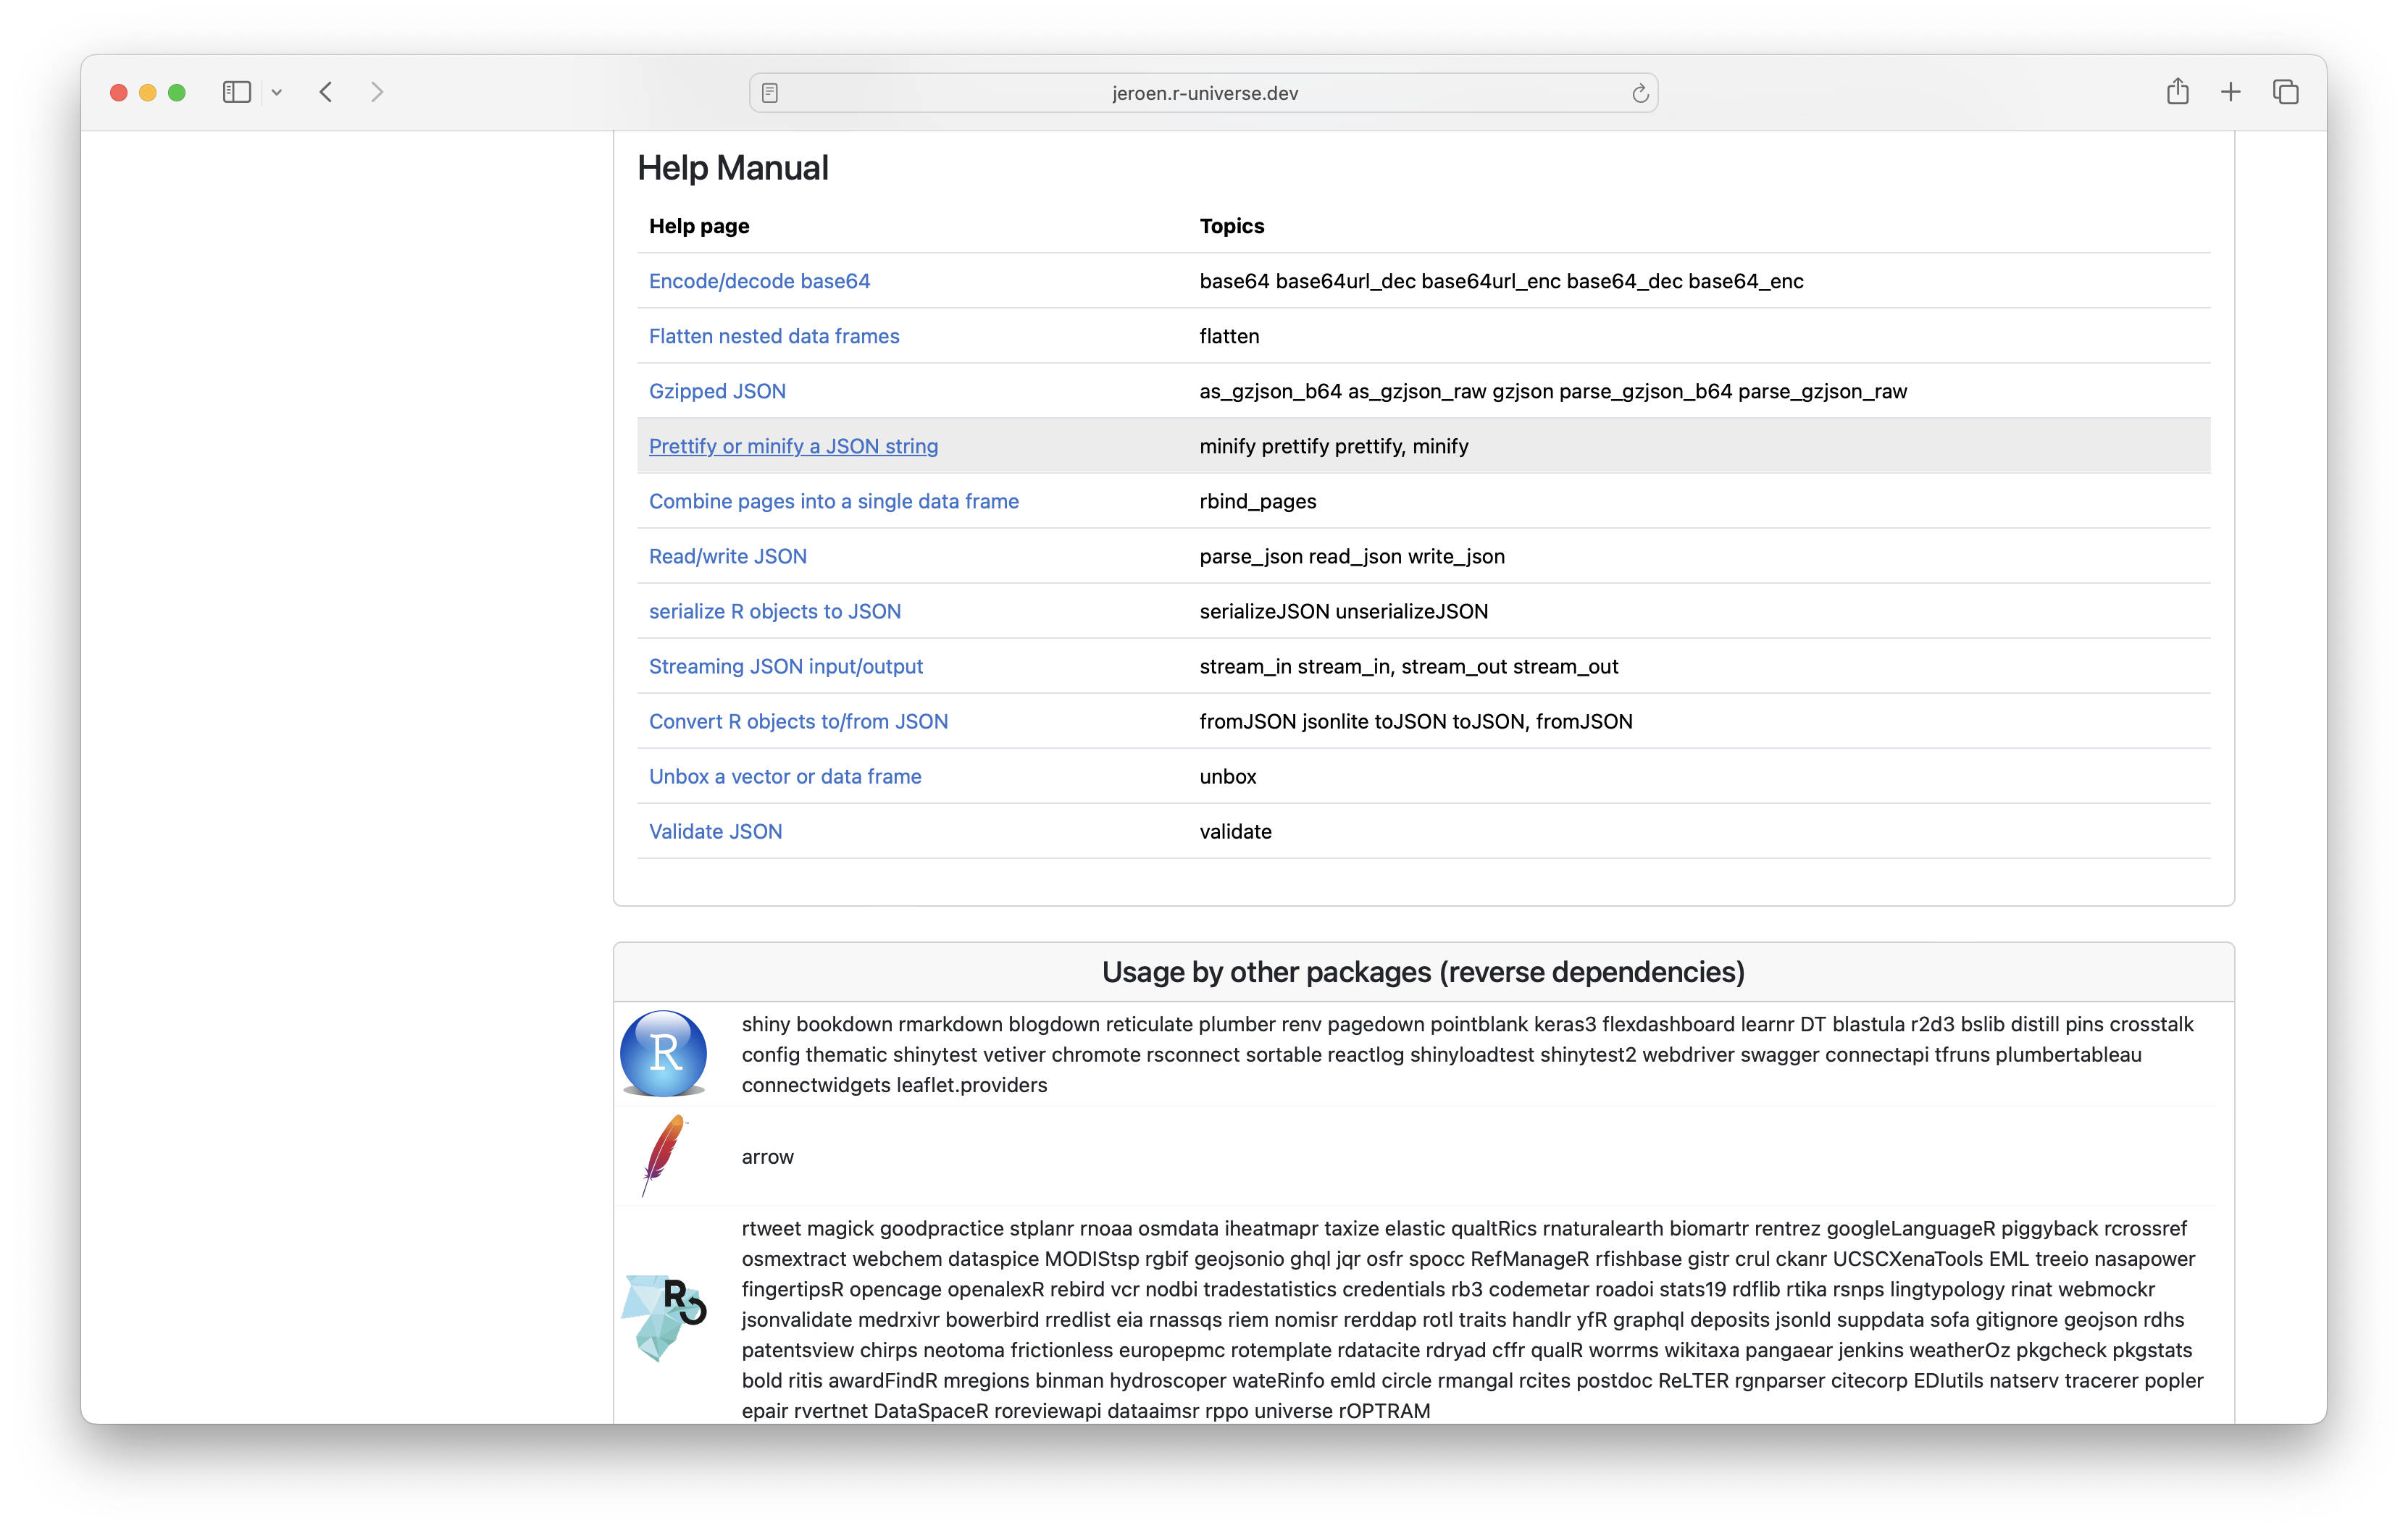 jeroen.r-universe.dev
Help Manual
Help page Topics
Encode/decode base64 base64 base64url_dec base64url_enc base64_dec base64_enc
Flatten nested data frames flatten
Gzipped JSON as_gzjson_b64 as_gzjson_raw gzjson parse_gzjson_b64 parse_gzjson_raw
Prettify or minify a JSON string minify prettify prettify, minify
Combine pages into a single data frame rbind_pages
Read/write JSON parse_json read_json write_json
serialize R objects to JSON serializeJSON unserializeJSON
Streaming JSON input/output stream_in stream_in, stream_out stream_out
Convert R objects to/from JSON fromJSON jsonlite toJSON toJSON, fromJSON
Unbox a vector or data frame unbox
Validate JSON validate
Usage by other packages (reverse dependencies)
R
shiny bookdown rmarkdown blogdown reticulate plumber renv pagedown pointblank keras3 flexdashboard learnr DT blastula r2d3 bslib distill pins crosstalk
config thematic shinytest vetiver chromote rsconnect sortable reactlog shinyloadtest shinytest2 webdriver swagger connectapi tfruns plumbertableau
connectwidgets leaflet.providers
arrow
rtweet magick goodpractice stplanr rnoaa osmdata iheatmapr taxize elastic qualtRics rnaturalearth biomartr rentrez googleLanguageR piggyback rcrossref
osmextract webchem dataspice MODIStsp rgbif geojsonio ghql jqr osfr spocc RefManageR rfishbase gistr crul ckanr UCSCXenaTools EML treeio nasapower
R
fingertipsR opencage openalexR rebird vcr nodbi tradestatistics credentials rb3 codemetar roadoi stats19 rdflib rtika rsnps lingtypology rinat webmockr
jsonvalidate medrxivr bowerbird rredlist eia rnassqs riem nomisr rerddap rotl traits handlr yfR graphql deposits jsonld suppdata sofa gitignore geojson rdhs
patentsview chirps neotoma frictionless europepmc rotemplate rdatacite rdryad cffr qualR worrms wikitaxa pangaear jenkins weatherOz pkgcheck pkgstats
bold ritis awardFindR mregions binman hydroscoper wateRinfo emld circle rmangal rcites postdoc ReLTER rgnparser citecorp EDIutils natserv tracerer popler
epair rvertnet DataSpaceR roreviewapi dataaimsr rppo universe rOPTRAM